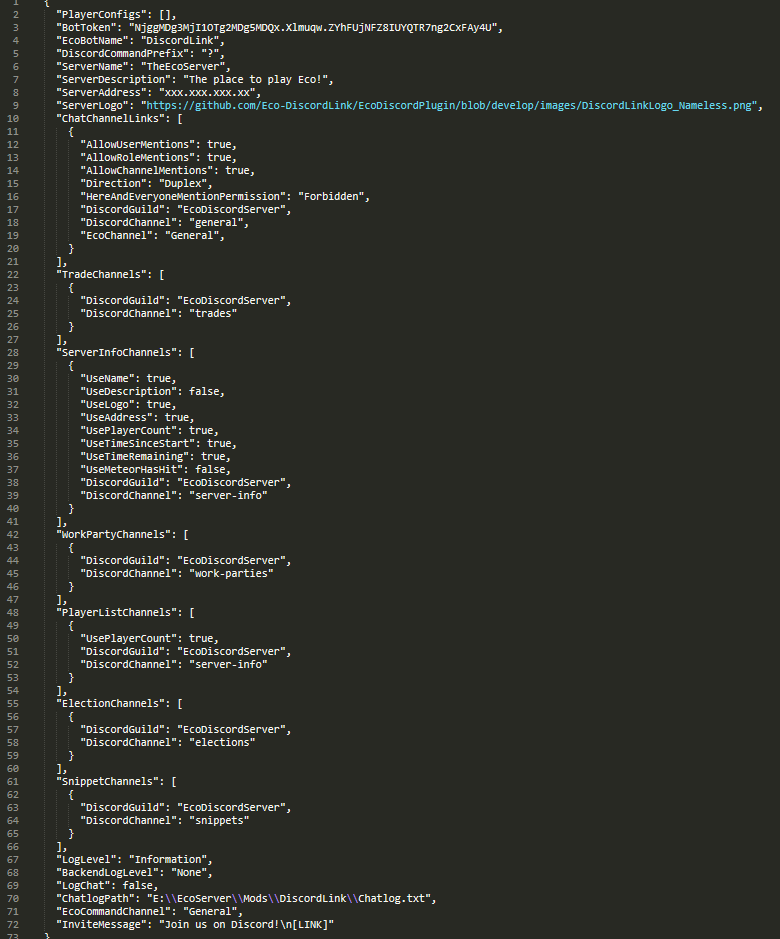 1 {
2 "PlayerConfigs": [],
3 "BotToken": "NjggMDg3MjI1OTg2MDg5MDQx.Xlmuqw.ZYhFUjNFZ8IUYQTR7ng2CxFAy4U",
4 "EcoBotName": "DiscordLink",
5 "DiscordCommandPrefix": "?",
6 "ServerName": "TheEcoServer",
7 "ServerDescription": "The place to play Eco!",
8 "ServerAddress": "xxx.xxx.xxx.xx",
9 "ServerLogo": "https://github.com/Eco-DiscordLink/EcoDiscordPlugin/blob/develop/images/DiscordLinkLogo_Nameless.png",
10 "ChatChannelLinks": [
11 {
12 "AllowUserMentions": true,
13 "AllowRoleMentions": true,
14 "AllowChannelMentions": true,
15 "Direction": "Duplex",
16 "HereAndEveryoneMentionPermission": "Forbidden",
17 "DiscordGuild": "EcoDiscordServer",
18 "DiscordChannel": "general",
19 "EcoChannel": "General",
20 }
21 ],
22 "TradeChannels": [
23 {
24 "DiscordGuild": "EcoDiscordServer",
25 "DiscordChannel": "trades"
26 }
27 ],
28 "ServerInfoChannels": [
29 {
30 "UseName": true,
31 "UseDescription": false,
32 "UseLogo": true,
33 "UseAddress": true,
34 "UsePlayerCount": true,
35 "UseTimeSinceStart": true,
36 "UseTimeRemaining": true,
37 "UseMeteorHasHit": false,
38 "DiscordGuild": "EcoDiscordServer",
39 "DiscordChannel": "server-info"
40 }
41 ],
42 "WorkPartyChannels": [
43 {
44 "DiscordGuild": "EcoDiscordServer",
45 "DiscordChannel": "work-parties"
46 }
47 ],
48 "PlayerListChannels": [
49 {
50 "UsePlayerCount": true,
51 "DiscordGuild": "EcoDiscordServer",
52 "DiscordChannel": "server-info"
53 }
54 ],
55 "ElectionChannels": [
56 {
57 "DiscordGuild": "EcoDiscordServer",
58 "DiscordChannel": "elections"
59 }
60 ],
61 "SnippetChannels": [
62 {
63 "DiscordGuild": "EcoDiscordServer",
64 "DiscordChannel": "snippets"
65 }
66 ],
67 "LogLevel": "Information",
68 "BackendLogLevel": "None",
69 "LogChat": false,
70 "ChatlogPath": "E:\\EcoServer\\Mods\\DiscordLink\\Chatlog.txt",
71 "EcoCommandChannel": "General",
72 "InviteMessage": "Join us on Discord!\n[LINK]"
73 }